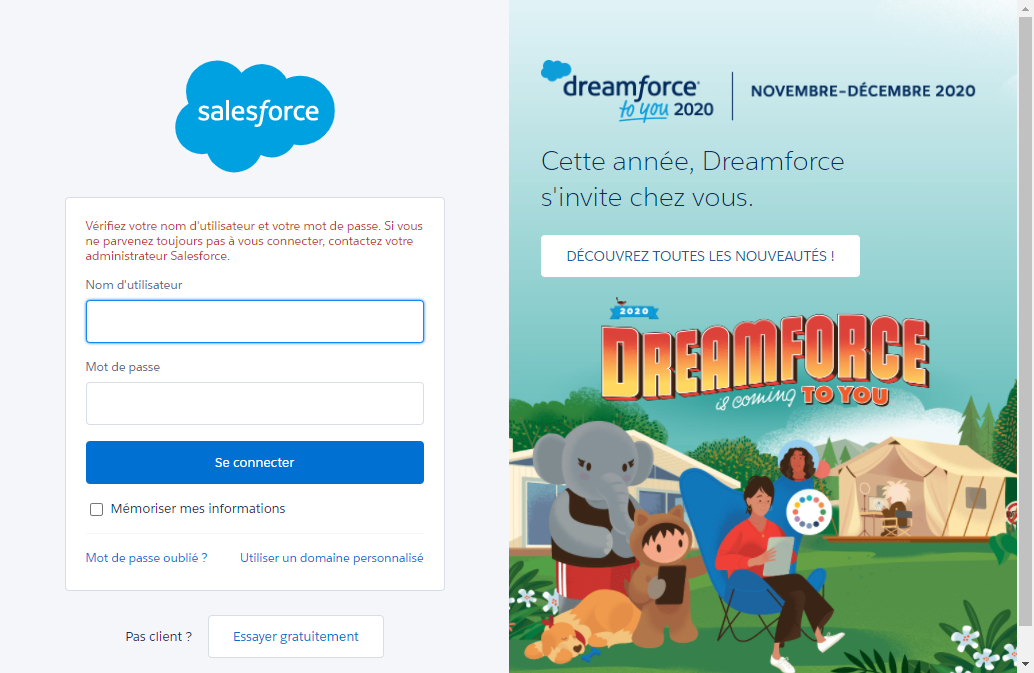 salesforce
Vérifiez votre nom d'utilisateur et votre mot de passe. Si vous
ne parvenez toujours pas à vous connecter, contactez votre
administrateur Salesforce.
Nom d'utilisateur
Mot de passe
Se connecter
Mémoriser mes informations
Mot de passe oublié ?
Utiliser un domaine personnalisé
Pas client ?
Essayer gratuitement
dreamforce
to you 2020
NOVEMBRE-DÉCEMBRE 2020
Cette année, Dreamforce
s'invite chez vous.
DÉCOUVREZ TOUTES LES NOUVEAUTÉS !
2020
DREAMFORCE
is coming TO YOU